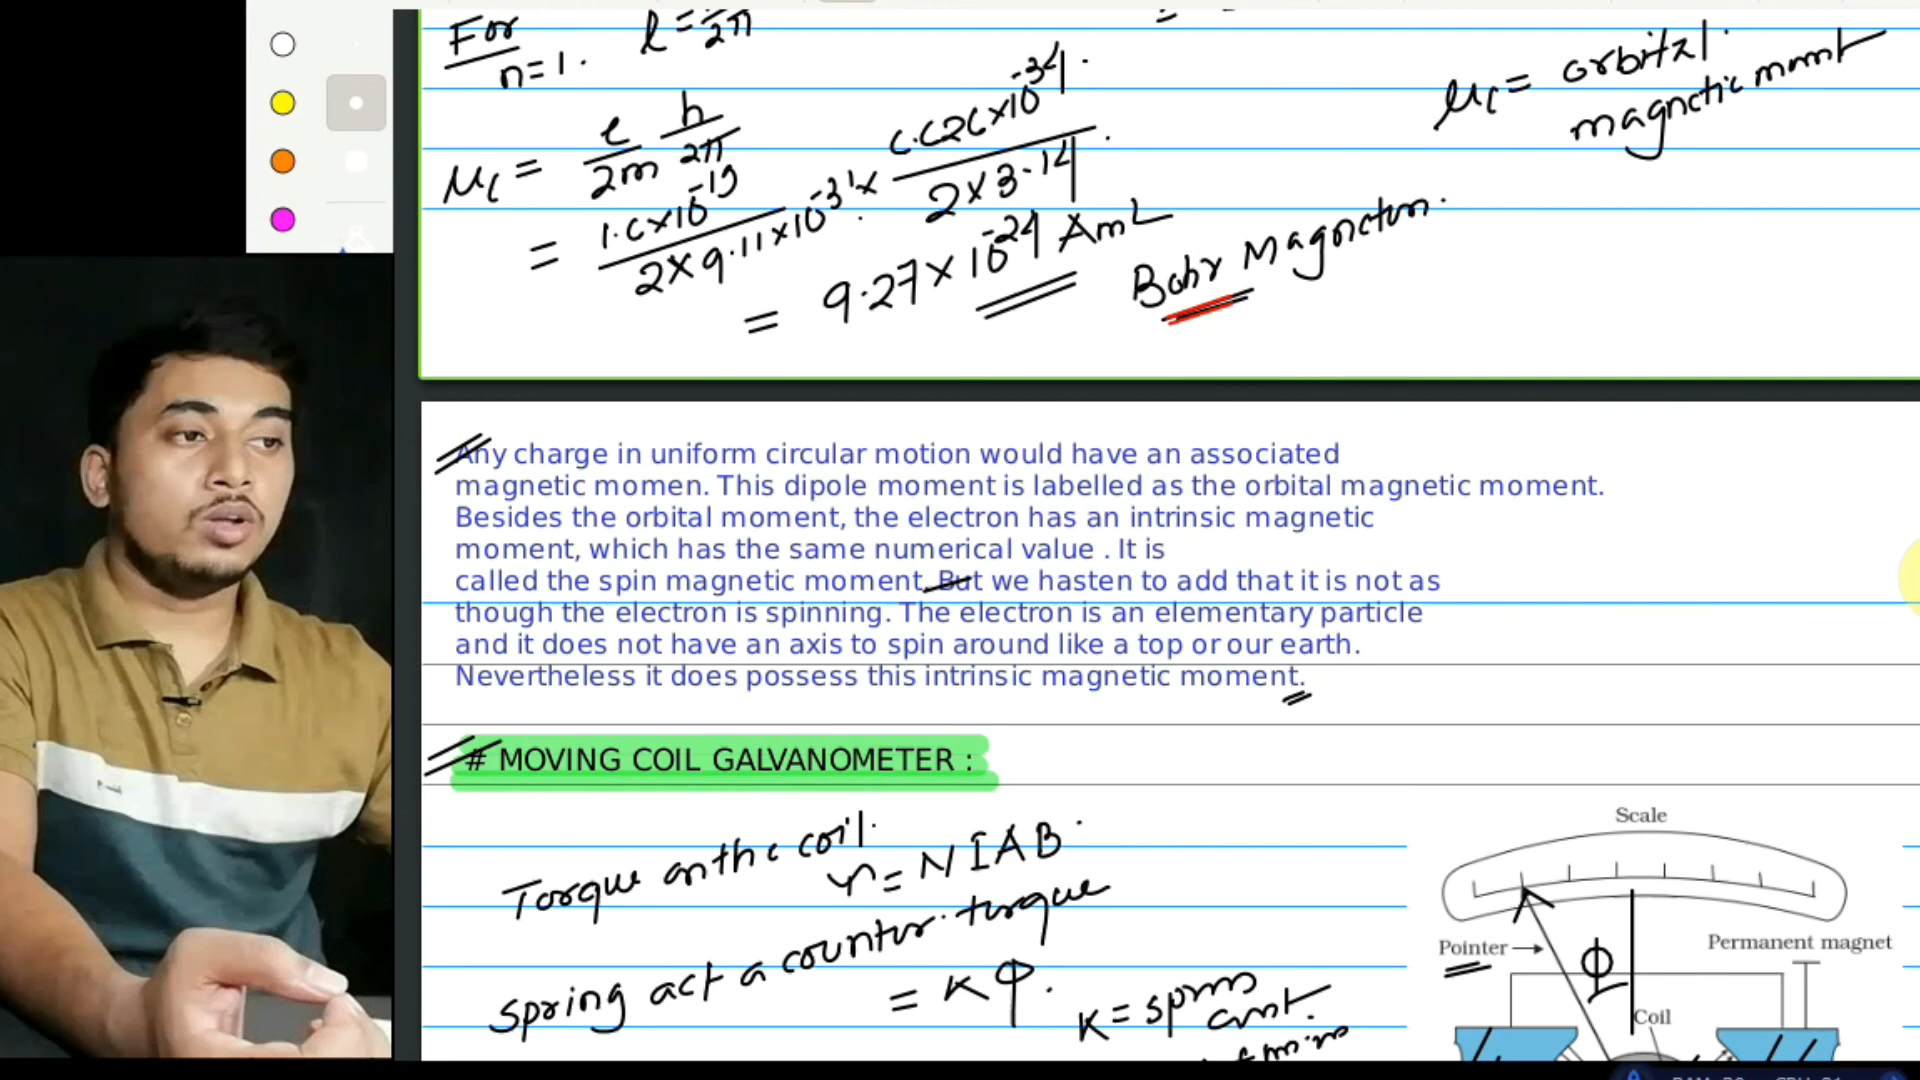 For
n=1.
l = /2π
μl = e/2m h/2π
= 1.6×10^-19/2×9.11×10^-31 × 6.626×10^-34/2×3.14
= 9.27×10^-24 Am2
Bohr Magneton.
μl = orbital
magnetic momnt
Any charge in uniform circular motion would have an associated
magnetic momen. This dipole moment is labelled as the orbital magnetic moment.
Besides the orbital moment, the electron has an intrinsic magnetic
moment, which has the same numerical value . It is
called the spin magnetic moment. But we hasten to add that it is not as
though the electron is spinning. The electron is an elementary particle
and it does not have an axis to spin around like a top or our earth.
Nevertheless it does possess this intrinsic magnetic moment.
# MOVING COIL GALVANOMETER :
Torque on the coil.
τ = NIAB
Spring act a counter torque
= Kφ.
K = spring
const.
Scale
Pointer
Permanent magnet
φ
Coil